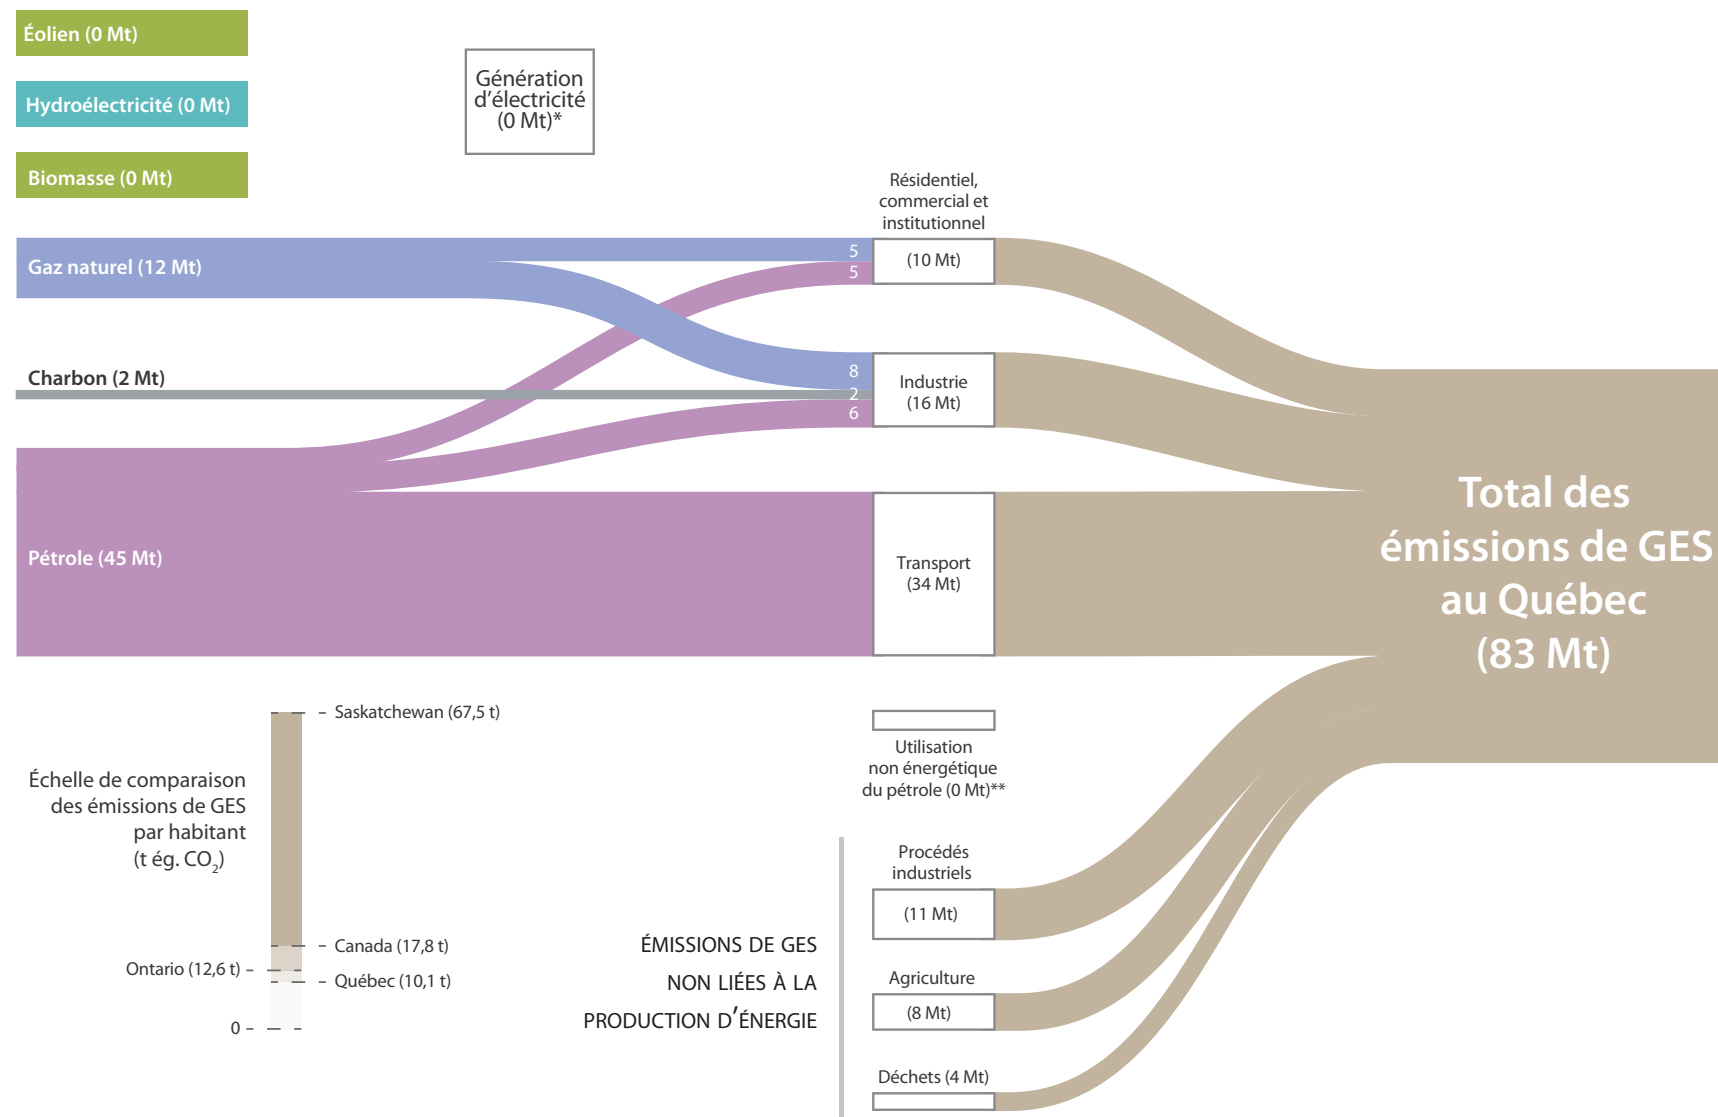 Éolien (0 Mt)
Hydroélectricité (0 Mt)
Biomasse (0 Mt)
Génération
d'électricité
(0 Mt)*
Gaz naturel (12 Mt)
Charbon (2 Mt)
Pétrole (45 Mt)
5
5
8
2
6
Résidentiel,
commercial et
institutionnel
(10 Mt)
Industrie
(16 Mt)
Transport
(34 Mt)
Utilisation
non énergétique
du pétrole (0 Mt)**
Total des
émissions de GES
au Québec
(83 Mt)
Échelle de comparaison
des émissions de GES
par habitant
(t ég. CO₂)
Saskatchewan (67,5 t)
Canada (17,8 t)
Ontario (12,6 t)
Québec (10,1 t)
0
ÉMISSIONS DE GES
NON LIÉES À LA
PRODUCTION D'ÉNERGIE
Procédés
industriels
(11 Mt)
Agriculture
(8 Mt)
Déchets (4 Mt)